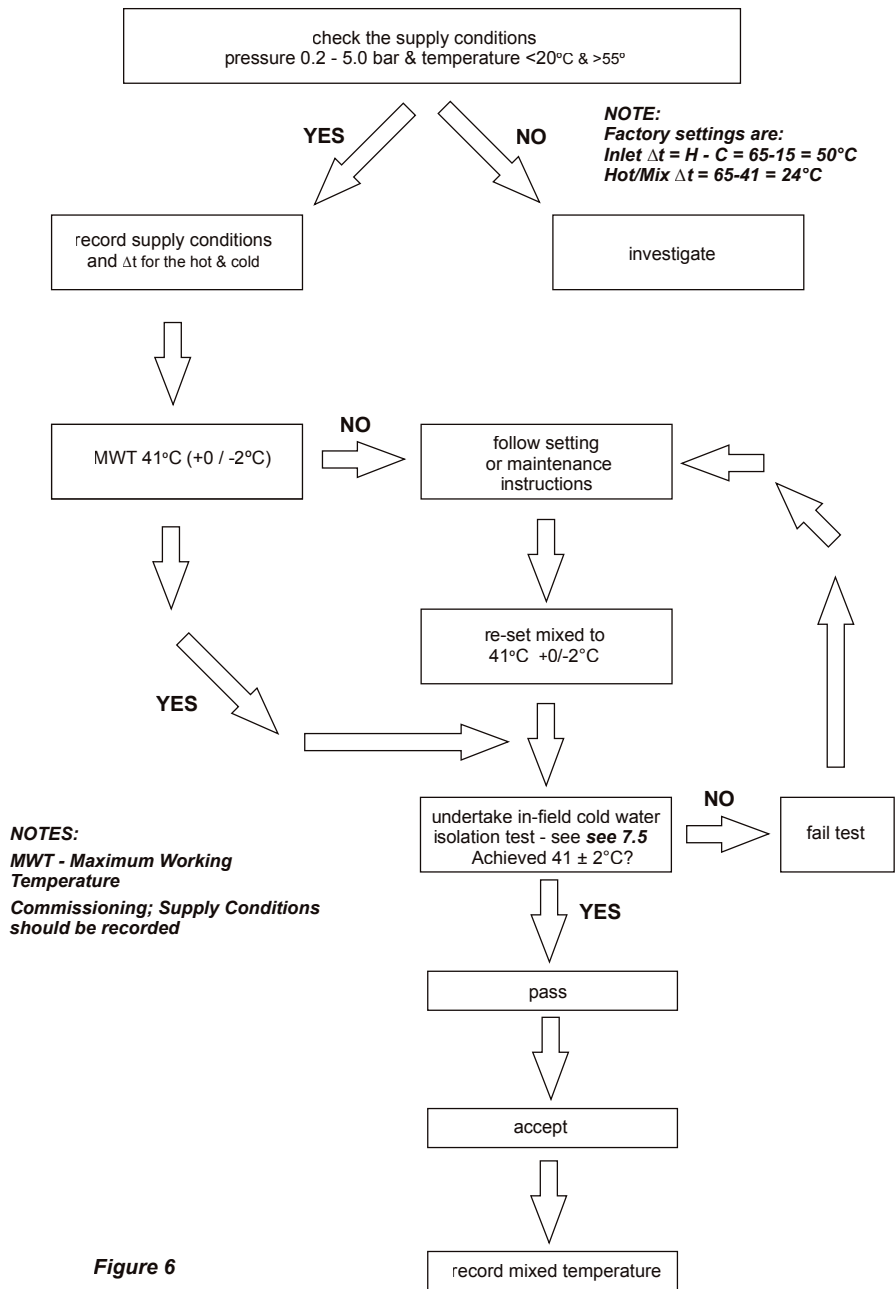 check the supply conditions
pressure 0.2 - 5.0 bar & temperature <20ºC & >55º
YES
NO
NOTE:
Factory settings are:
Inlet ∆t = H - C = 65-15 = 50°C
Hot/Mix ∆t = 65-41 = 24°C
record supply conditions
and ∆t for the hot & cold
investigate
MWT 41ºC (+0 / -2ºC)
NO
follow setting
or maintenance
instructions
re-set mixed to
41ºC +0/-2°C
YES
undertake in-field cold water
isolation test - see see 7.5
Achieved 41 ± 2°C?
NO
fail test
NOTES:
MWT - Maximum Working
Temperature
Commissioning; Supply Conditions
should be recorded
YES
pass
accept
Figure 6
record mixed temperature